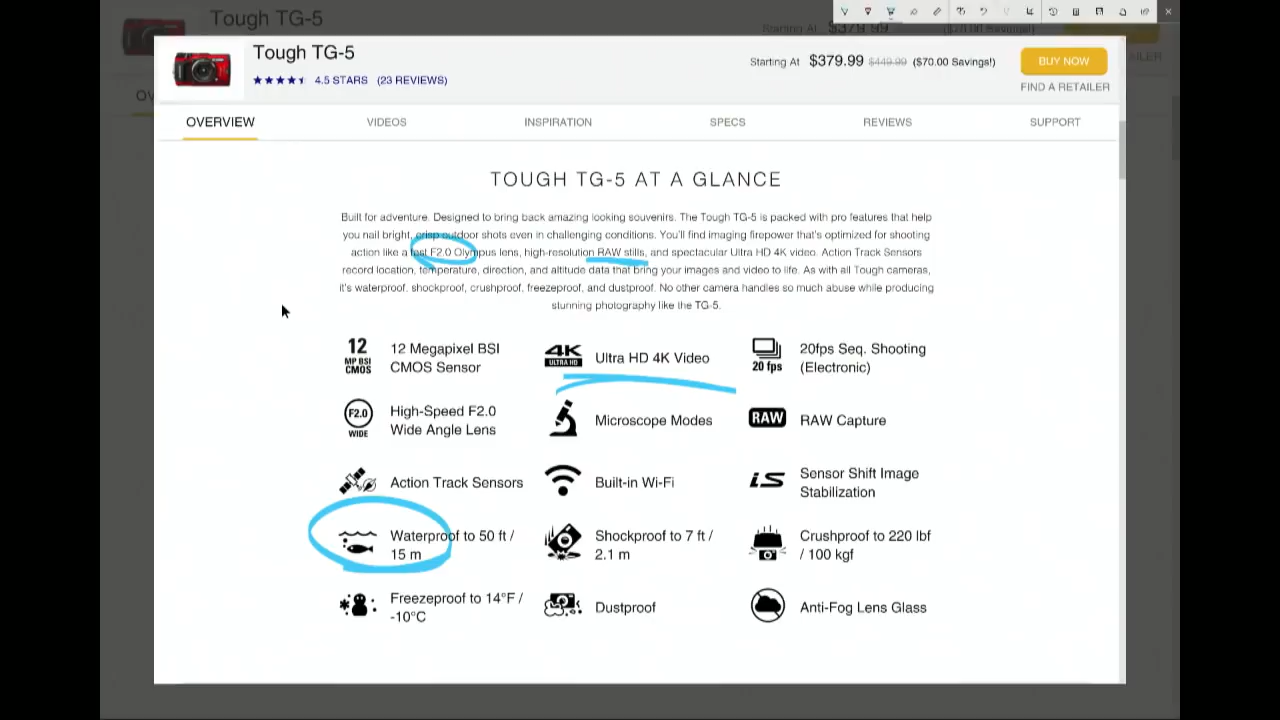 Tough TG-5
Tough TG-5
4.5 STARS (23 REVIEWS)
Starting At $379.99 $449.99 ($70.00 Savings!)
BUY NOW
FIND A RETAILER
OVERVIEW
VIDEOS
INSPIRATION
SPECS
REVIEWS
SUPPORT
TOUGH TG-5 AT A GLANCE
Built for adventure. Designed to bring back amazing looking souvenirs. The Tough TG-5 is packed with pro features that help
you nail bright, crisp outdoor shots even in challenging conditions. You'll find imaging firepower that's optimized for shooting
action like a fast F2.0 Olympus lens, high-resolution RAW stills, and spectacular Ultra HD 4K video. Action Track Sensors
record location, temperature, direction, and altitude data that bring your images and video to life. As with all Tough cameras,
it's waterproof, shockproof, crushproof, freezeproof, and dustproof. No other camera handles so much abuse while producing
stunning photography like the TG-5.
12
MP BSI
CMOS
12 Megapixel BSI
CMOS Sensor
4K
ULTRA HD
Ultra HD 4K Video
20 fps
20fps Seq. Shooting
(Electronic)
F2.0
WIDE
High-Speed F2.0
Wide Angle Lens
Microscope Modes
RAW
RAW Capture
Action Track Sensors
Built-in Wi-Fi
iS
Sensor Shift Image
Stabilization
Waterproof to 50 ft /
15 m
Shockproof to 7 ft /
2.1 m
Crushproof to 220 lbf
/ 100 kgf
Freezeproof to 14°F /
-10°C
Dustproof
Anti-Fog Lens Glass